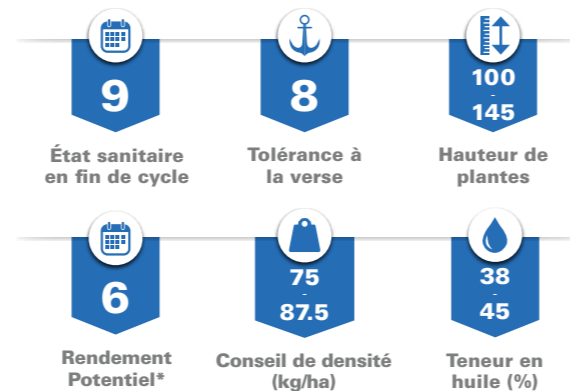 9
État sanitaire
en fin de cycle
8
Tolérance à
la verse
100
-
145
Hauteur de
plantes
6
Rendement
Potentiel*
75
-
87.5
Conseil de densité
(kg/ha)
38
-
45
Teneur en
huile (%)